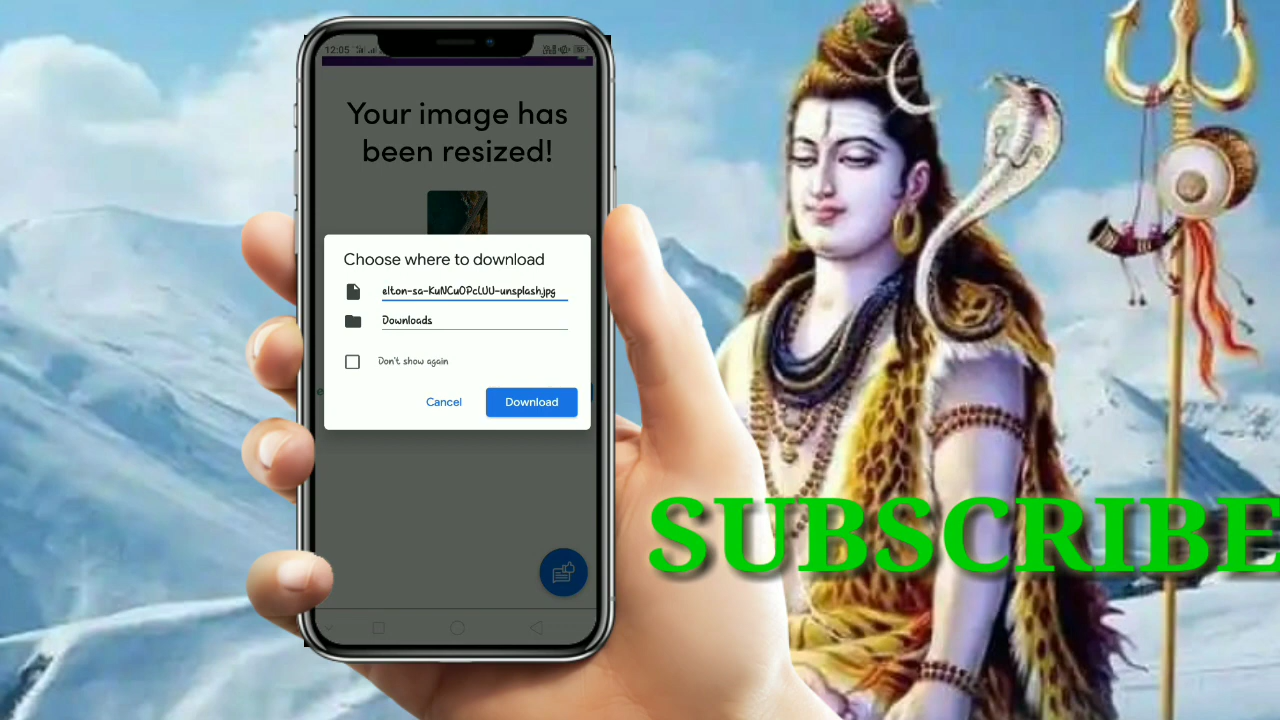 12:05
Your image has
been resized!
Choose where to download
elton-sa-KuNCuOPclUU-unsplash.jpg
Downloads
Don't show again
Cancel
Download
SUBSCRIBE